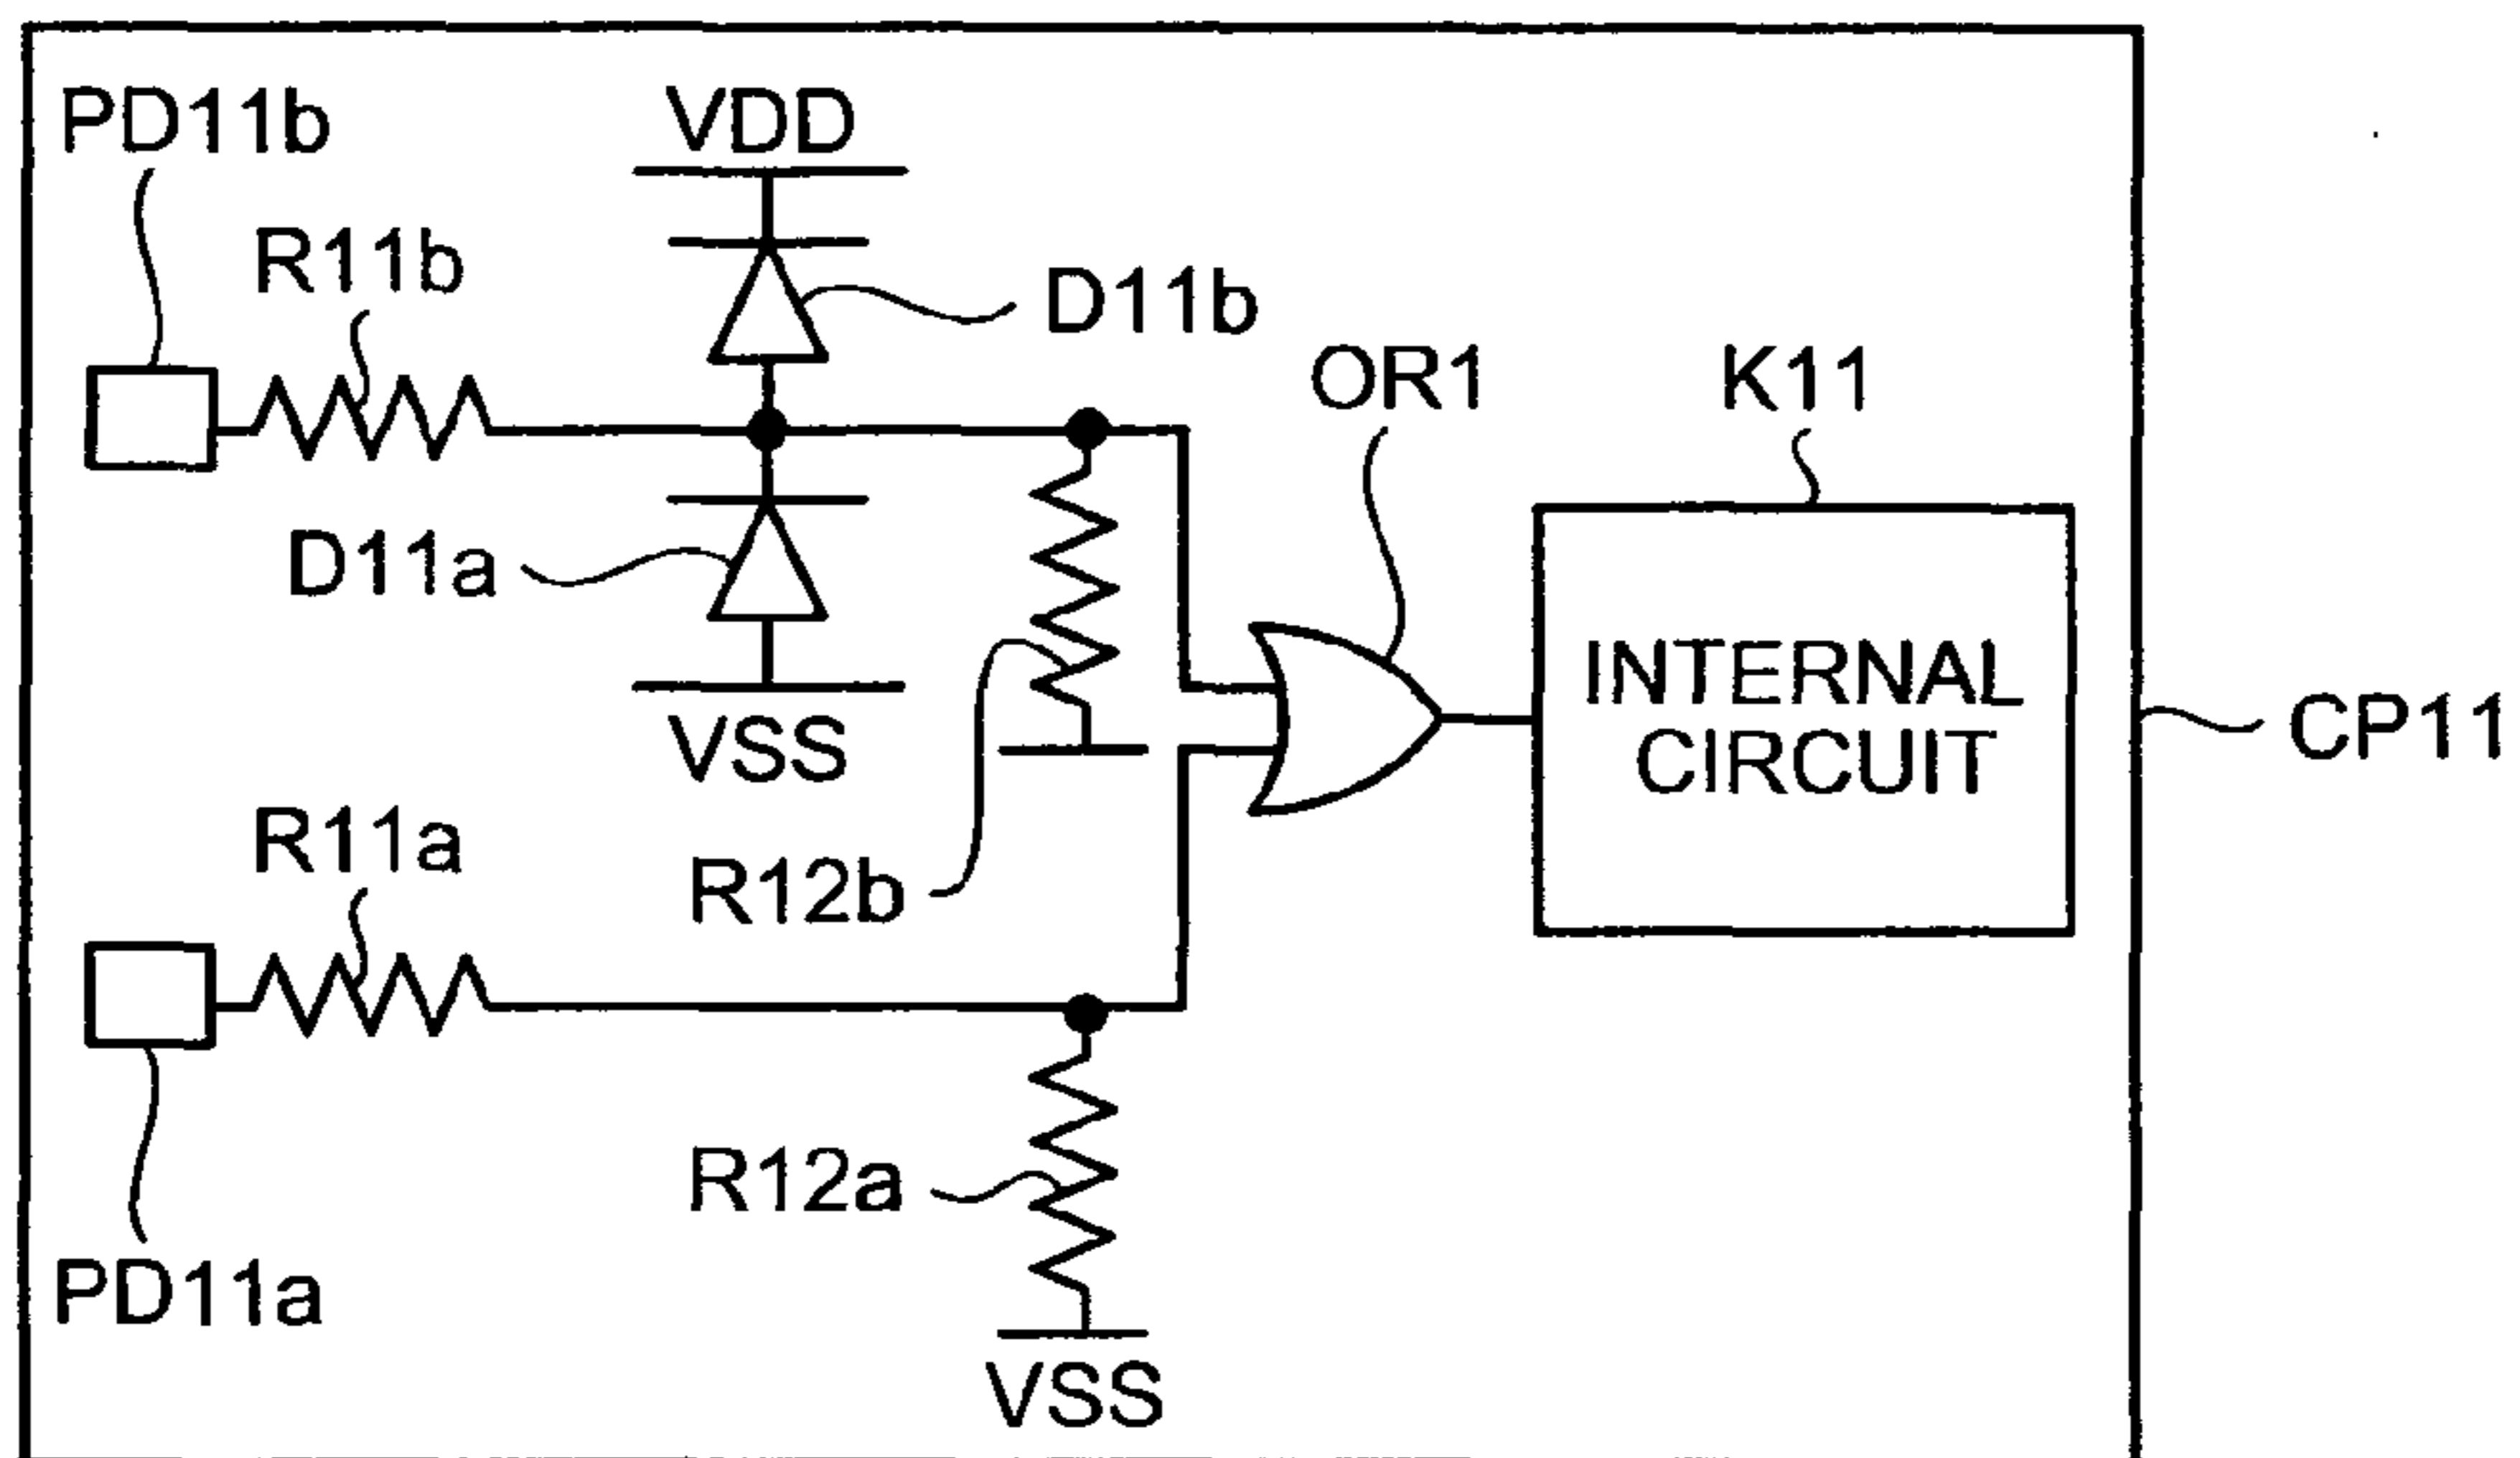 PD11b
VDD
R11b
D11b
OR1
K11
D11a
INTERNAL
CIRCUIT
CP11
VSS
R11a
R12b
R12a
PD11a
VSS